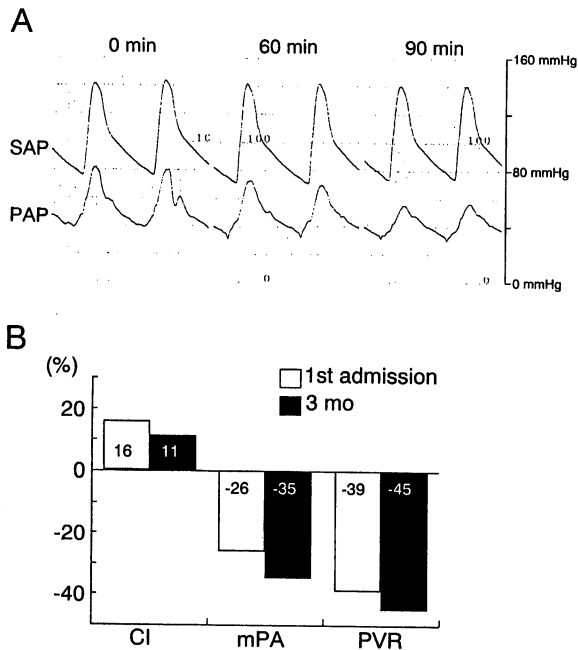 A
0 min 60 min 90 min
160 mmHg
SAP
10 100 100
80 mmHg
PAP
0 0 0 mmHg
B
(%)
1st admission
3 mo
20
16 11
0
-26 -35 -39 -45
-20
-40
CI mPA PVR